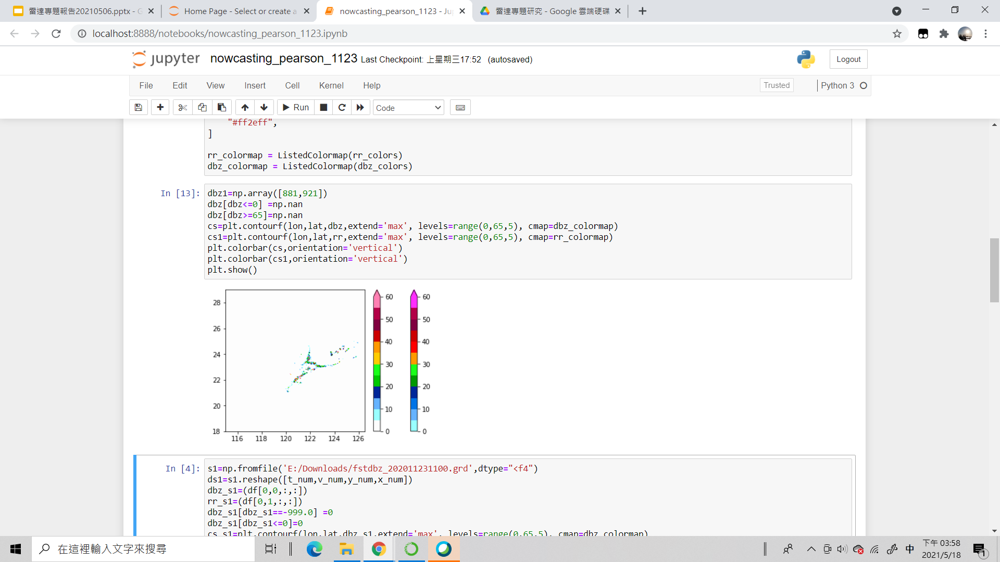 雷達專題報告20210506.pptx - G
Home Page - Select or create a
nowcasting_pearson_1123 - Ju
雷達專題研究 - Google 雲端硬碟
localhost:8888/notebooks/nowcasting_pearson_1123.ipynb
jupyter nowcasting_pearson_1123 Last Checkpoint: 上星期三17:52 (autosaved)
Logout
File Edit View Insert Cell Kernel Help
Trusted
Python 3
Run
Code
"#ff2eff",
]
rr_colormap = ListedColormap(rr_colors)
dbz_colormap = ListedColormap(dbz_colors)
In [13]:
dbz1=np.array([881,921])
dbz[dbz<=0] =np.nan
dbz[dbz>=65]=np.nan
cs=plt.contourf(lon,lat,dbz,extend='max', levels=range(0,65,5), cmap=dbz_colormap)
cs1=plt.contourf(lon,lat,rr,extend='max', levels=range(0,65,5), cmap=rr_colormap)
plt.colorbar(cs,orientation='vertical')
plt.colorbar(cs1,orientation='vertical')
plt.show()
28
26
24
22
20
18
116 118 120 122 124 126
60
50
40
30
20
10
0
60
50
40
30
20
10
0
In [4]:
s1=np.fromfile('E:/Downloads/fstdbz_202011231100.grd',dtype="<f4")
ds1=s1.reshape([t_num,v_num,y_num,x_num])
dbz_s1=(df[0,0,:,:])
rr_s1=(df[0,1,:,:])
dbz_s1[dbz_s1==-999.0] =0
dbz_s1[dbz_s1<=0]=0
cs_s1=plt.contourf(lon,lat,dbz_s1,extend='max', levels=range(0,65,5), cmap=dbz_colormap)
在這裡輸入文字來搜尋
中
下午 03:58
2021/5/18
1